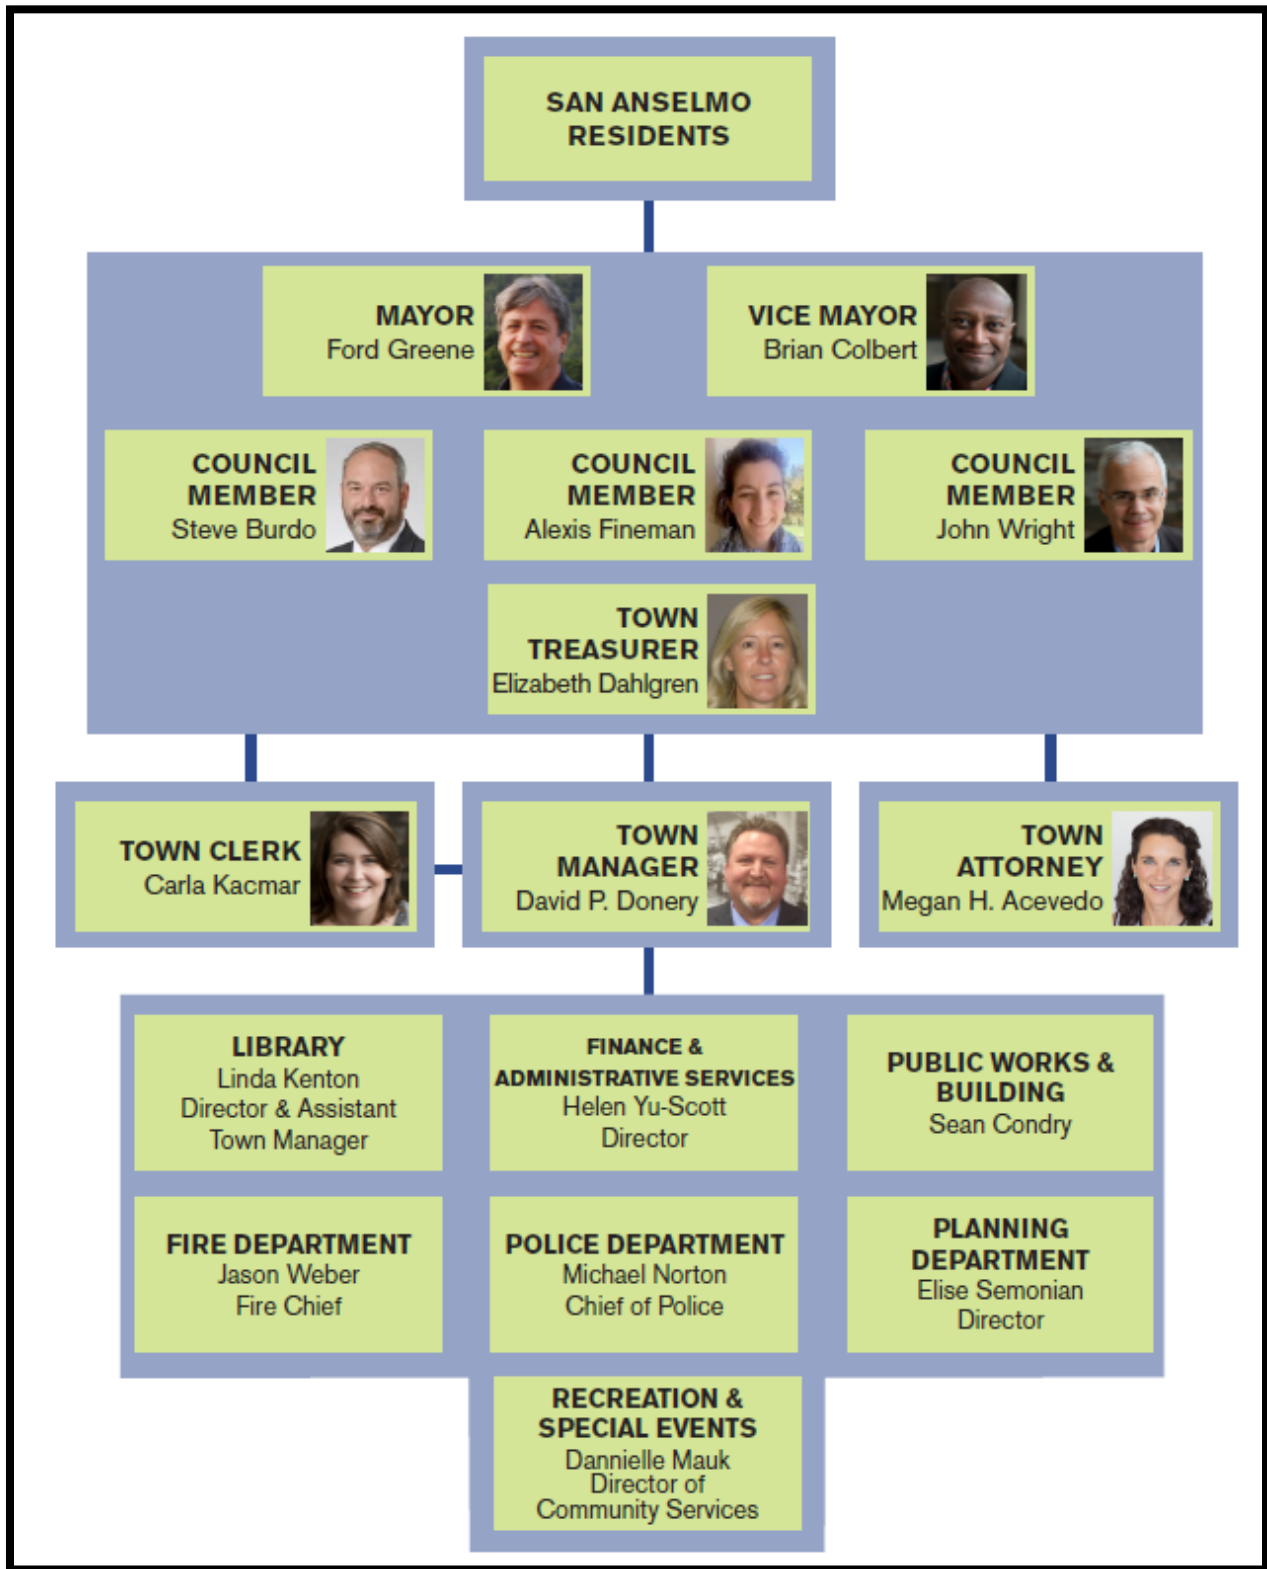 SAN ANSELMO
RESIDENTS
MAYOR
Ford Greene
VICE MAYOR
Brian Colbert
COUNCIL
MEMBER
Steve Burdo
COUNCIL
MEMBER
Alexis Fineman
COUNCIL
MEMBER
John Wright
TOWN
TREASURER
Elizabeth Dahlgren
TOWN CLERK
Carla Kacmar
TOWN
MANAGER
David P. Donery
TOWN
ATTORNEY
Megan H. Acevedo
LIBRARY
Linda Kenton
Director & Assistant
Town Manager
FINANCE &
ADMINISTRATIVE SERVICES
Helen Yu-Scott
Director
PUBLIC WORKS &
BUILDING
Sean Condry
FIRE DEPARTMENT
Jason Weber
Fire Chief
POLICE DEPARTMENT
Michael Norton
Chief of Police
PLANNING
DEPARTMENT
Elise Semonian
Director
RECREATION &
SPECIAL EVENTS
Dannielle Mauk
Director of
Community Services